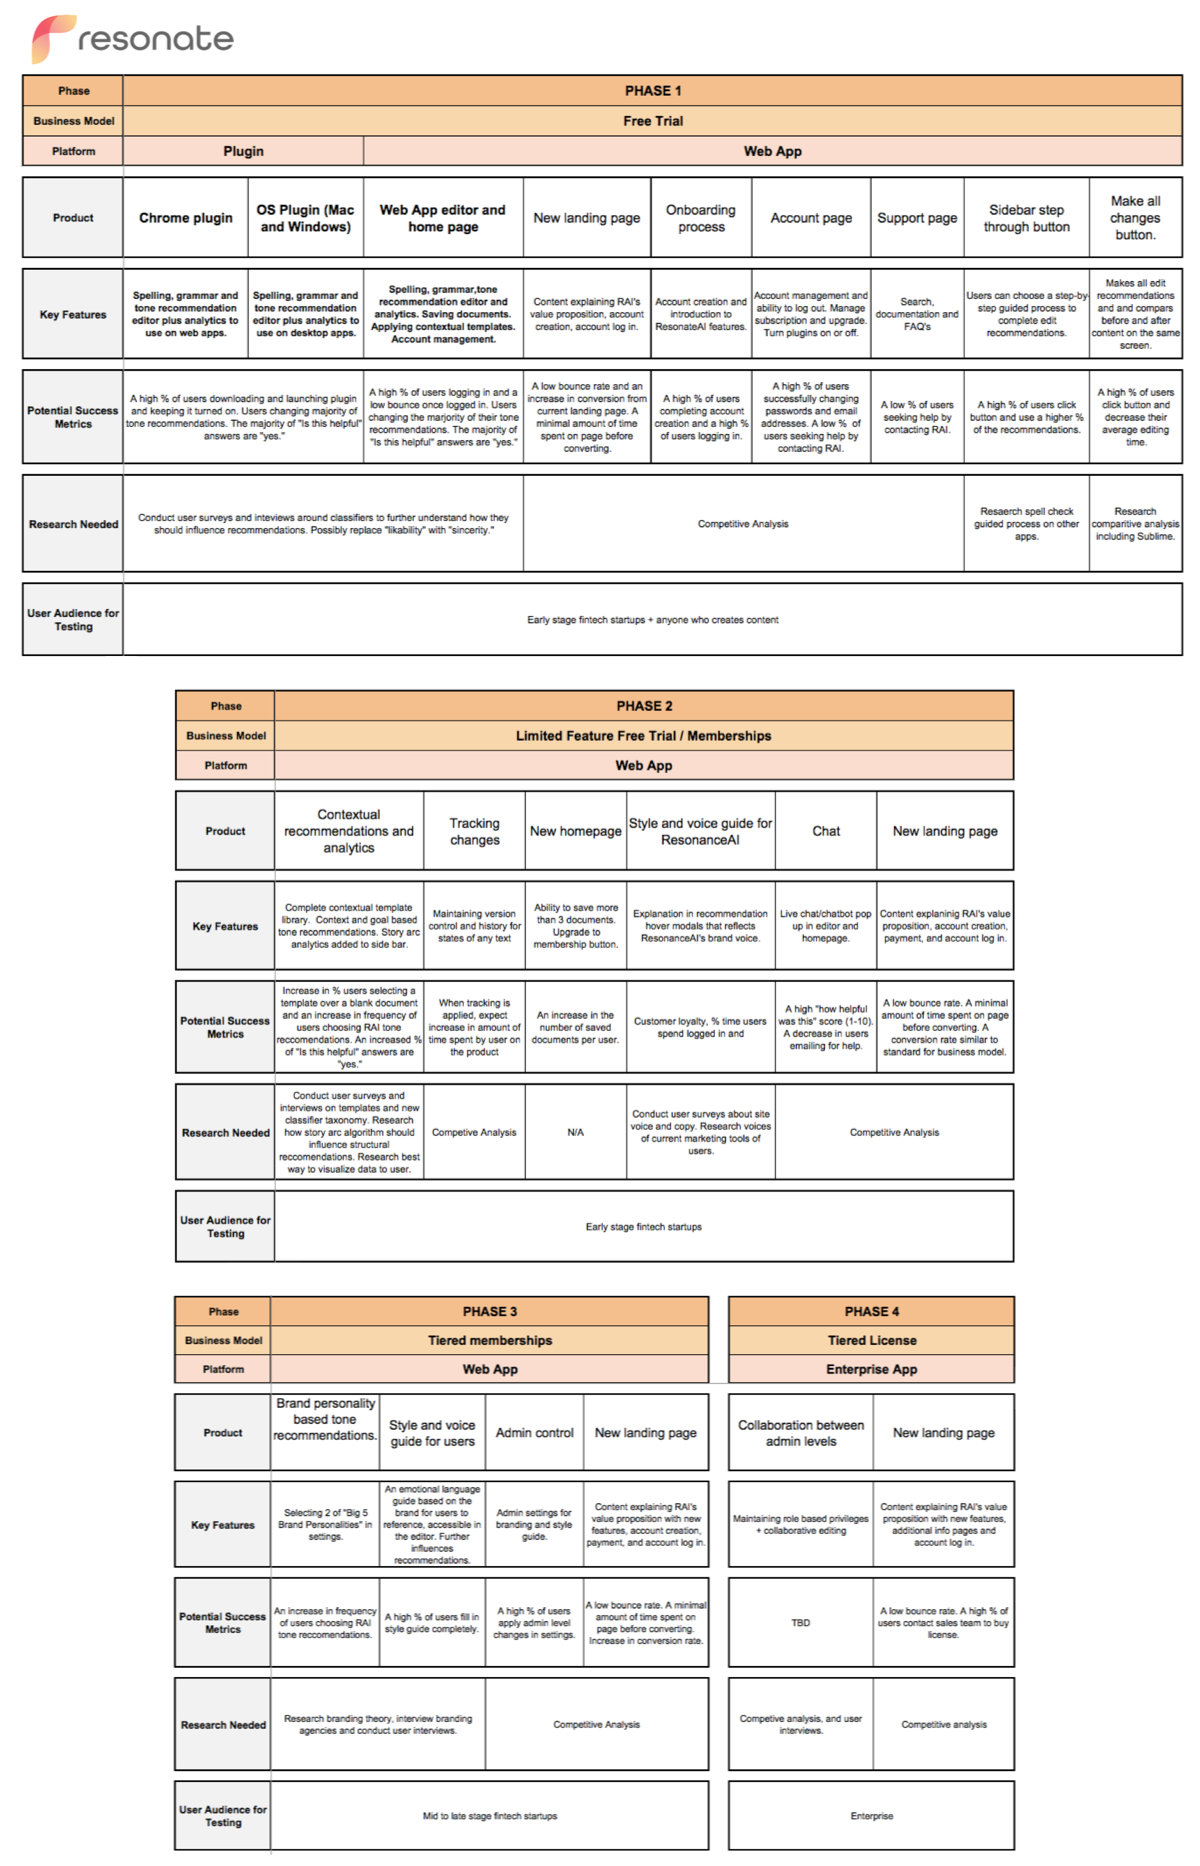 resonate
Phase
PHASE 1
Business Model
Free Trial
Platform
Plugin
Web App
Product
Chrome plugin
OS Plugin (Mac
and Windows)
Web App editor and
home page
New landing page
Onboarding
process
Account page
Support page
Sidebar step
through button
Make all
changes
button.
Key Features
Spelling, grammar and
tone recommendation
editor plus analytics to
use on web apps.
Spelling, grammar and
tone recommendation
editor plus analytics to
use on desktop apps.
Spelling, grammar,tone
recommendation editor and
analytics. Saving documents.
Applying contextual templates.
Account management.
Content explaining RAI's
value proposition, account
creation, account log in.
Account creation and
introduction to
ResonateAI features.
Account management and
ability to log out. Manage
subscription and upgrade.
Turn plugins on or off.
Search,
documentation and
FAQ's
Users can choose a step-by-
step guided process to
complete edit
recommendations.
Makes all edit
recommendations
and and compars
before and after
content on the same
screen.
Potential Success
Metrics
A high % of users downloading and launching plugin
and keeping it turned on. Users changing majority of
tone recommendations. The majority of "Is this helpful"
answers are "yes."
A high % of users logging in and a
low bounce once logged in. Users
changing the marjority of their tone
recommendations. The majority of
"Is this helpful" answers are "yes."
A low bounce rate and an
increase in conversion from
current landing page. A
minimal amount of time
spent on page before
converting.
A high % of users
completing account
creation and a high %
of users logging in.
A high % of users
successfully changing
passwords and email
addresses. A low % of
users seeking help by
contacting RAI.
A low % of users
seeking help by
contacting RAI.
A high % of users click
button and use a higher %
of the recommendations.
A high % of users
click button and
decrease their
average editing
time.
Research Needed
Conduct user surveys and inteviews around classifiers to further understand how they
should influence recommendations. Possibly replace "likability" with "sincerity."
Competitive Analysis
Resaerch spell check
guided process on other
apps.
Research
comparitive analysis
including Sublime.
User Audience for
Testing
Early stage fintech startups + anyone who creates content
Phase
PHASE 2
Business Model
Limited Feature Free Trial / Memberships
Platform
Web App
Product
Contextual
recommendations and
analytics
Tracking
changes
New homepage
Style and voice guide for
ResonanceAI
Chat
New landing page
Key Features
Complete contextual template
library. Context and goal based
tone recommendations. Story arc
analytics added to side bar.
Maintaining version
control and history for
states of any text
Ability to save more
than 3 documents.
Upgrade to
membership button.
Explanation in recommendation
hover modals that reflects
ResonanceAI's brand voice.
Live chat/chatbot pop
up in editor and
homepage.
Content explaninig RAI's value
proposition, account creation,
payment, and account log in.
Potential Success
Metrics
Increase in % users selecting a
template over a blank document
and an increase in frequency of
users choosing RAI tone
reccomendations. An increased %
of "Is this helpful" answers are
"yes."
When tracking is
applied, expect
increase in amount of
time spent by user on
the product
An increase in the
number of saved
documents per user.
Customer loyalty, % time users
spend logged in and
A high "how helpful
was this" score (1-10).
A decrease in users
emailing for help.
A low bounce rate. A minimal
amount of time spent on page
before converting. A
conversion rate similar to
standard for business model.
Research Needed
Conduct user surveys and
interviews on templates and new
classifier taxonomy. Research
how story arc algorithm should
influence structural
reccomendations. Research best
way to visualize data to user.
Competive Analysis
N/A
Conduct user surveys about site
voice and copy. Research voices
of current marketing tools of
users.
Competitive Analysis
User Audience for
Testing
Early stage fintech startups
Phase
PHASE 3
Business Model
Tiered memberships
Platform
Web App
Product
Brand personality
based tone
recommendations.
Style and voice
guide for users
Admin control
New landing page
Key Features
Selecting 2 of "Big 5
Brand Personalities" in
settings.
An emotional language
guide based on the
brand for users to
reference, accessible in
the editor. Further
influences
recommendations.
Admin settings for
branding and style
guide.
Content explaining RAI's
value proposition with new
features, account creation,
payment, and account log in.
Potential Success
Metrics
An increase in frequency
of users choosing RAI
tone reccomendations.
A high % of users fill in
style guide completely.
A high % of users
apply admin level
changes in settings.
A low bounce rate. A minimal
amount of time spent on
page before converting.
Increase in conversion rate.
Research Needed
Research branding theory, interview branding
agencies and conduct user interviews.
Competitive Analysis
User Audience for
Testing
Mid to late stage fintech startups
PHASE 4
Tiered License
Enterprise App
Collaboration between
admin levels
New landing page
Maintaining role based privileges
+ collaborative editing
Content explaining RAI's value
proposition with new features,
additional info pages and
account log in.
TBD
A low bounce rate. A high % of
users contact sales team to buy
license.
Competive analysis, and user
interviews.
Competitive analysis
Enterprise